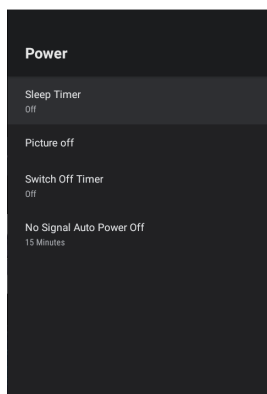 Power
Sleep Timer
Off
Picture off
Switch Off Timer
Off
No Signal Auto Power Off
15 Minutes